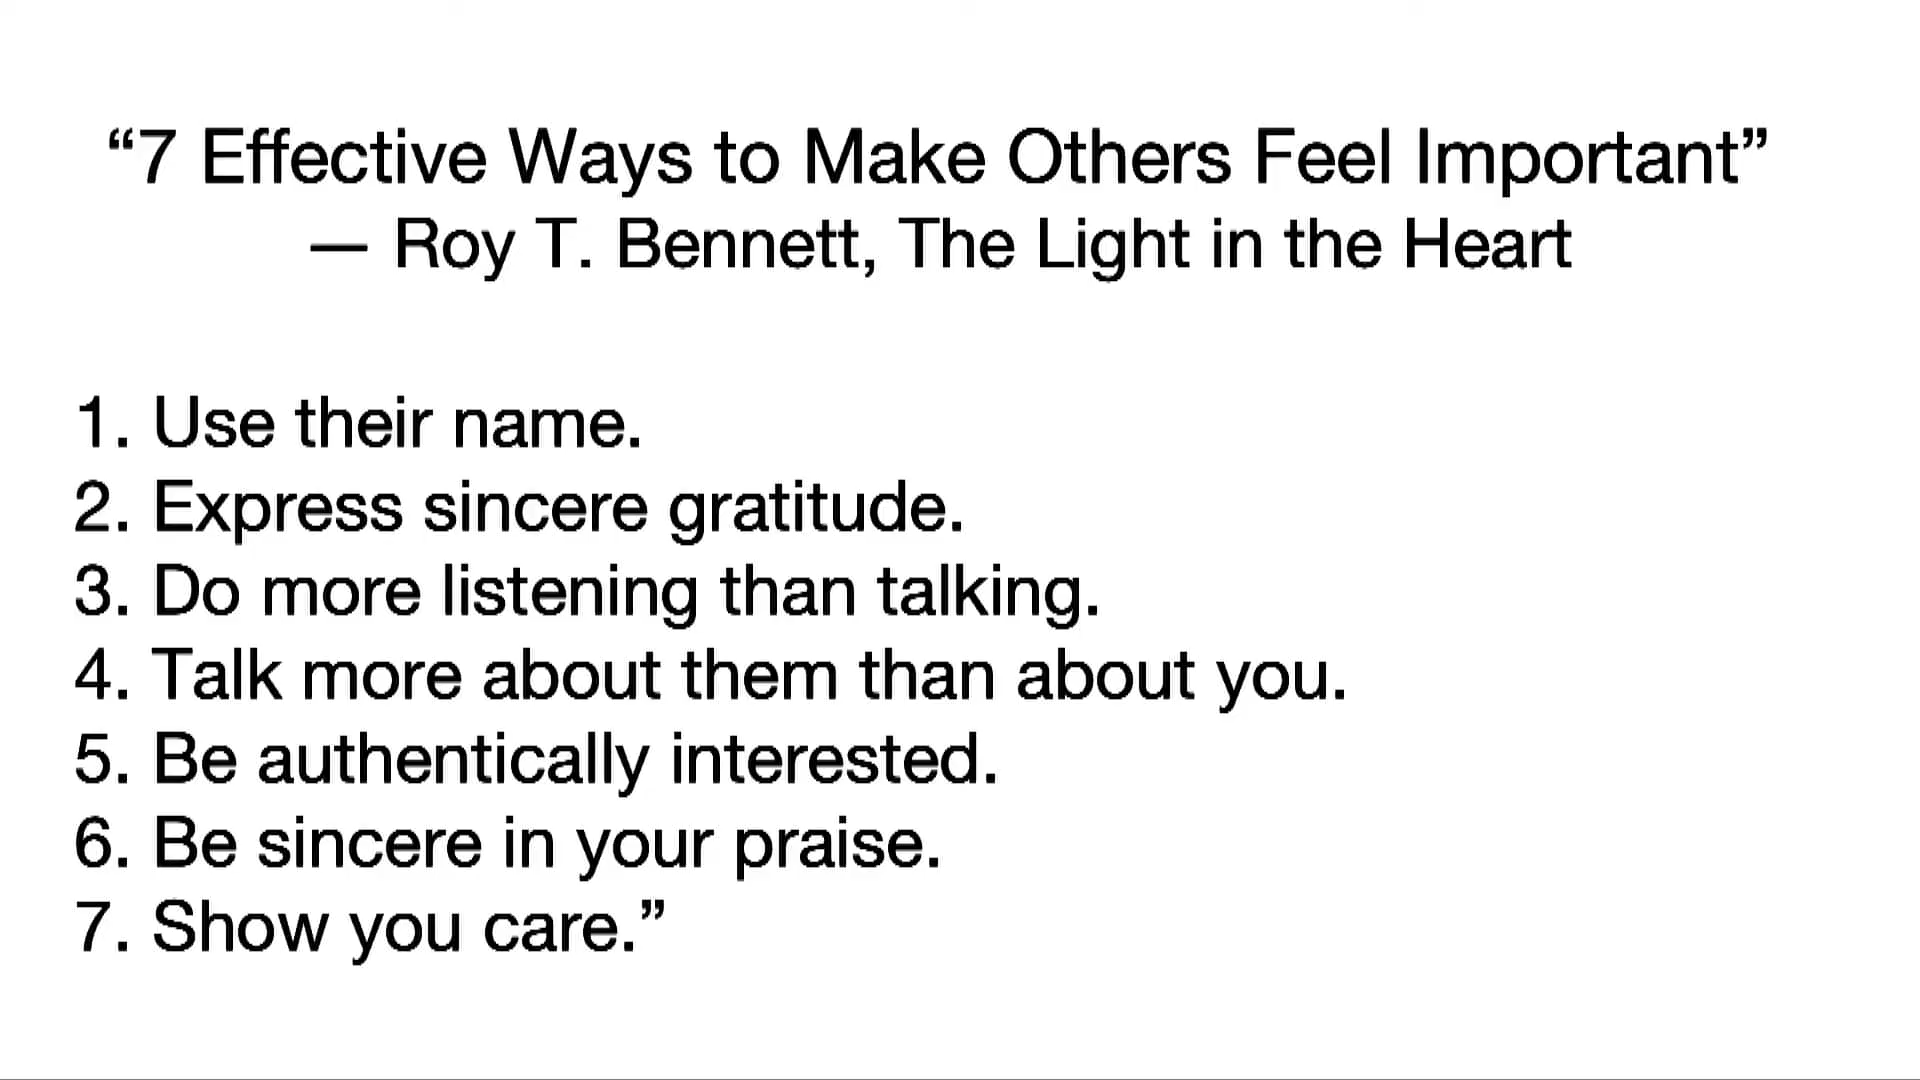 “7 Effective Ways to Make Others Feel Important”
— Roy T. Bennett, The Light in the Heart
1. Use their name.
2. Express sincere gratitude.
3. Do more listening than talking.
4. Talk more about them than about you.
5. Be authentically interested.
6. Be sincere in your praise.
7. Show you care.”